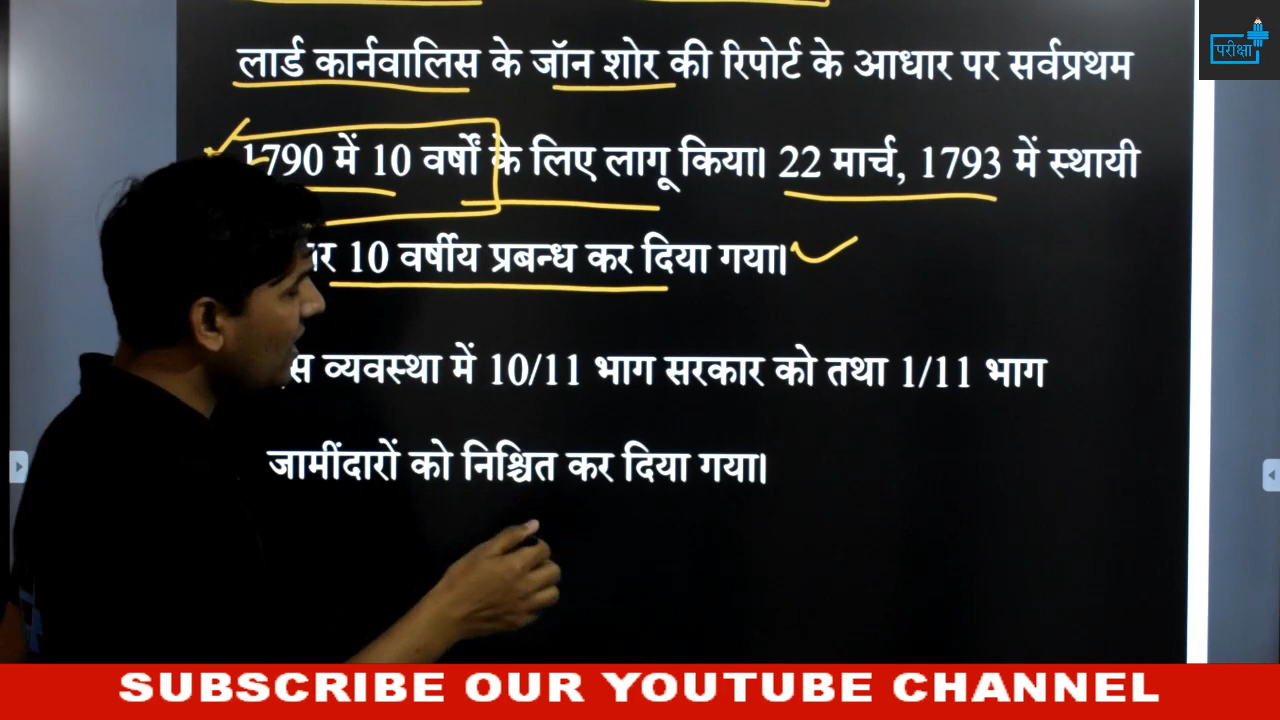 लार्ड कार्नवालिस के जॉन शोर की रिपोर्ट के आधार पर सर्वप्रथम
परीक्षा
1790 में 10 वर्षों के लिए लागू किया। 22 मार्च, 1793 में स्थायी
10 वर्षीय प्रबन्ध कर दिया गया।
व्यवस्था में 10/11 भाग सरकार को तथा 1/11 भाग
जामींदारों को निश्चित कर दिया गया।
SUBSCRIBE OUR YOUTUBE CHANNEL